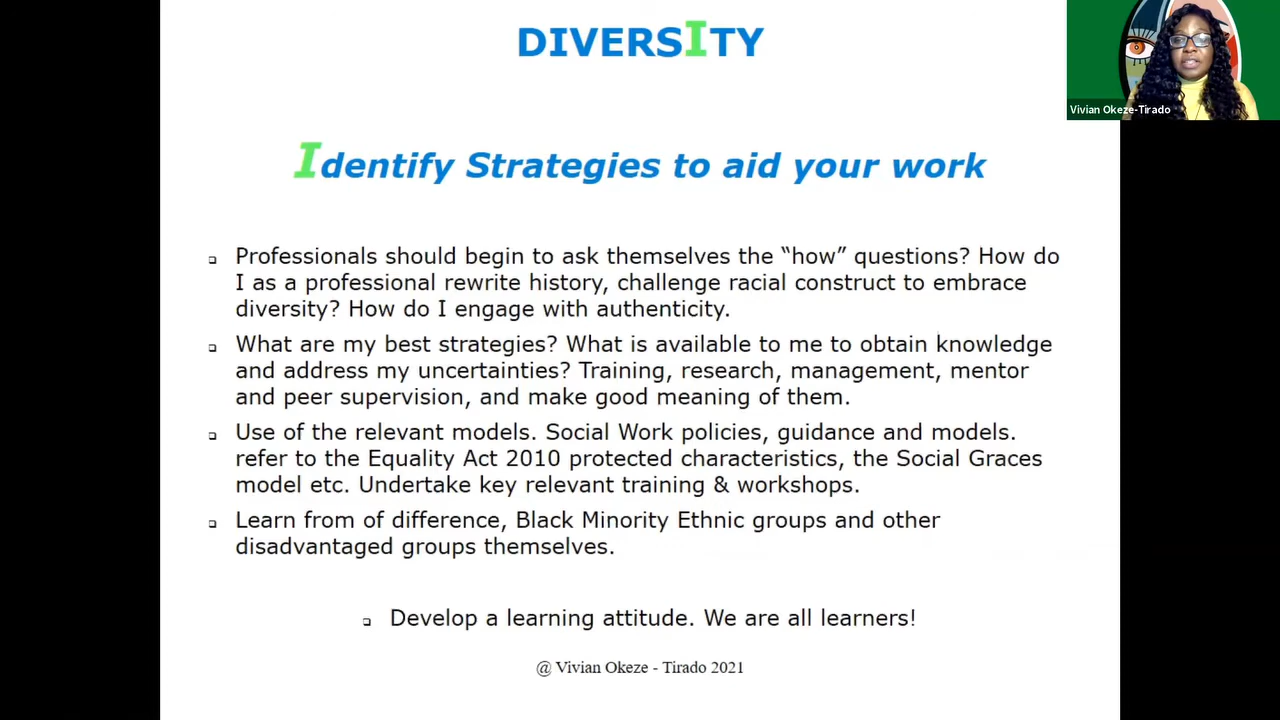 DIVERSITY
Vivian Okeze-Tirado
Identify Strategies to aid your work
Professionals should begin to ask themselves the “how” questions? How do
I as a professional rewrite history, challenge racial construct to embrace
diversity? How do I engage with authenticity.
What are my best strategies? What is available to me to obtain knowledge
and address my uncertainties? Training, research, management, mentor
and peer supervision, and make good meaning of them.
Use of the relevant models. Social Work policies, guidance and models.
refer to the Equality Act 2010 protected characteristics, the Social Graces
model etc. Undertake key relevant training & workshops.
Learn from of difference, Black Minority Ethnic groups and other
disadvantaged groups themselves.
Develop a learning attitude. We are all learners!
@ Vivian Okeze - Tirado 2021